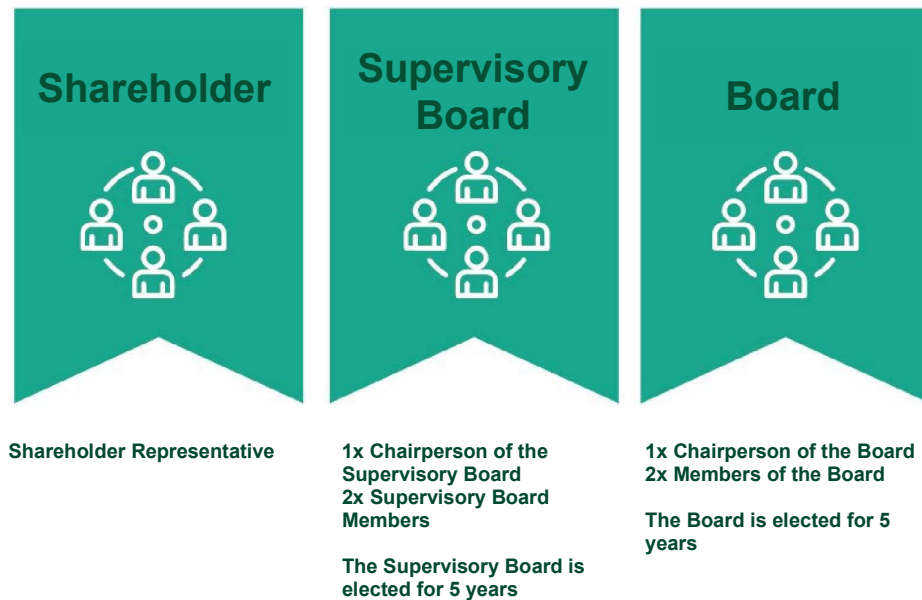 Shareholder
Supervisory
Board
Board
Shareholder Representative
1x Chairperson of the
Supervisory Board
2x Supervisory Board
Members
The Supervisory Board is
elected for 5 years
1x Chairperson of the Board
2x Members of the Board
The Board is elected for 5
years